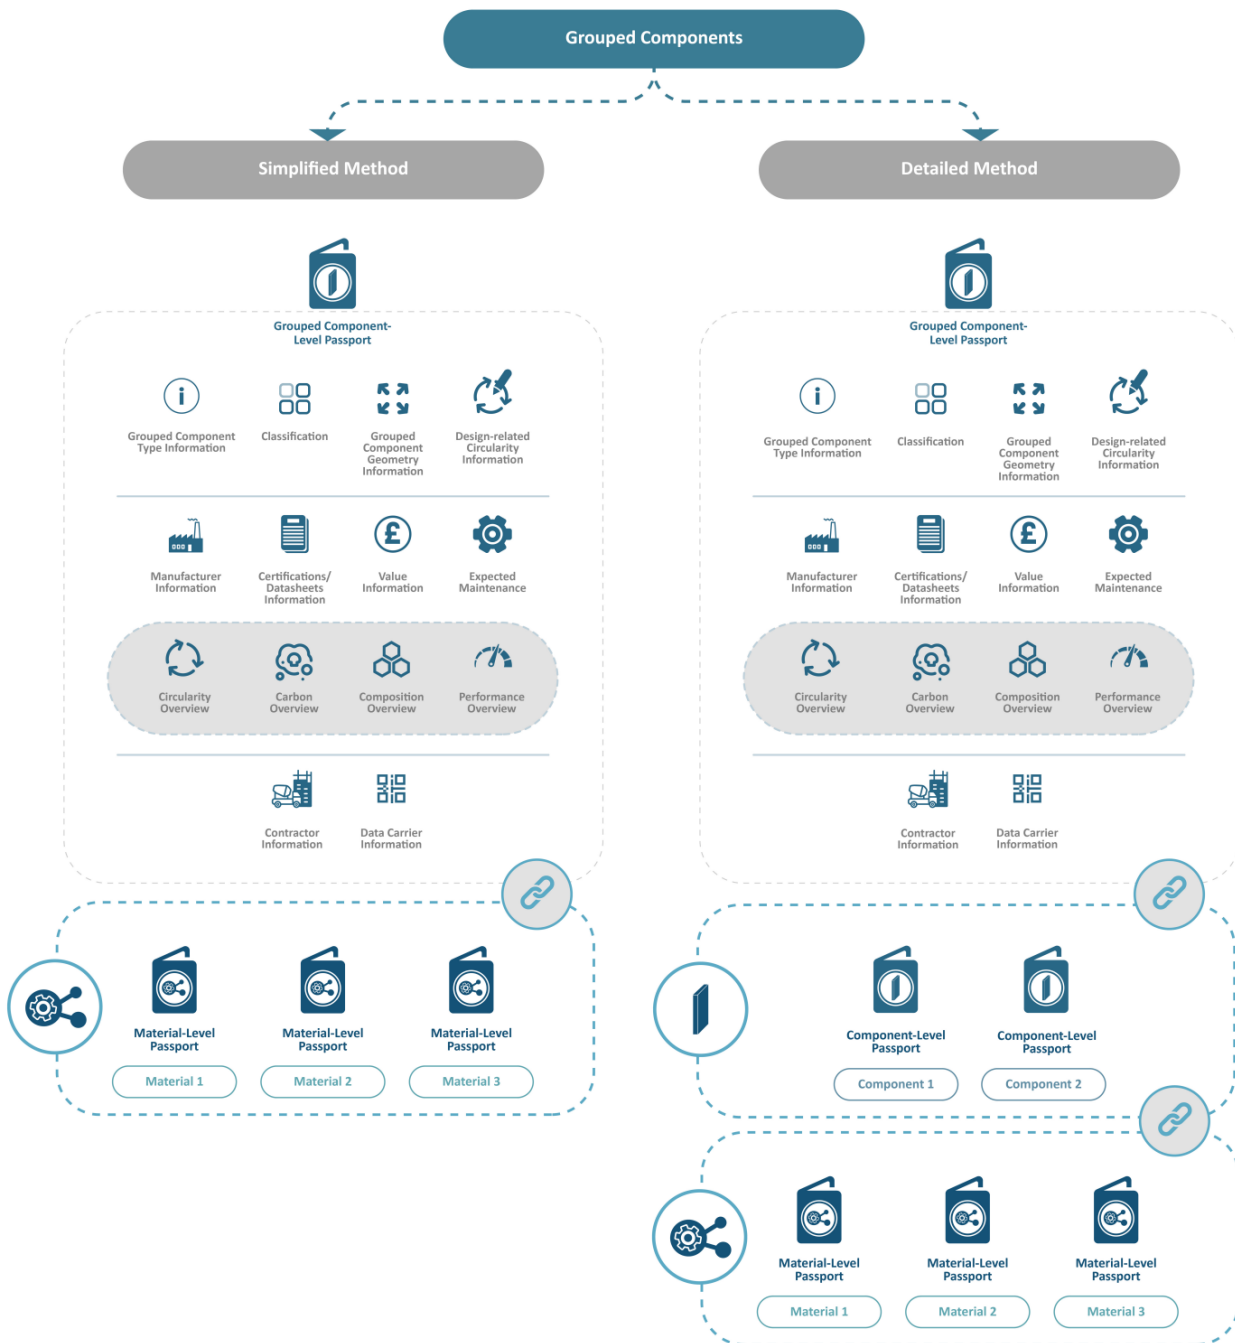 Grouped Components
Simplified Method
Detailed Method
Grouped Component-
Level Passport
Grouped Component
Type Information
Classification
Grouped
Component
Geometry
Information
Design-related
Circularity
Information
Manufacturer
Information
Certifications/
Datasheets
Information
Value
Information
Expected
Maintenance
Circularity
Overview
Carbon
Overview
Composition
Overview
Performance
Overview
Contractor
Information
Data Carrier
Information
Material-Level
Passport
Material 1
Material-Level
Passport
Material 2
Material-Level
Passport
Material 3
Grouped Component-
Level Passport
Grouped Component
Type Information
Classification
Grouped
Component
Geometry
Information
Design-related
Circularity
Information
Manufacturer
Information
Certifications/
Datasheets
Information
Value
Information
Expected
Maintenance
Circularity
Overview
Carbon
Overview
Composition
Overview
Performance
Overview
Contractor
Information
Data Carrier
Information
Component-Level
Passport
Component 1
Component-Level
Passport
Component 2
Material-Level
Passport
Material 1
Material-Level
Passport
Material 2
Material-Level
Passport
Material 3